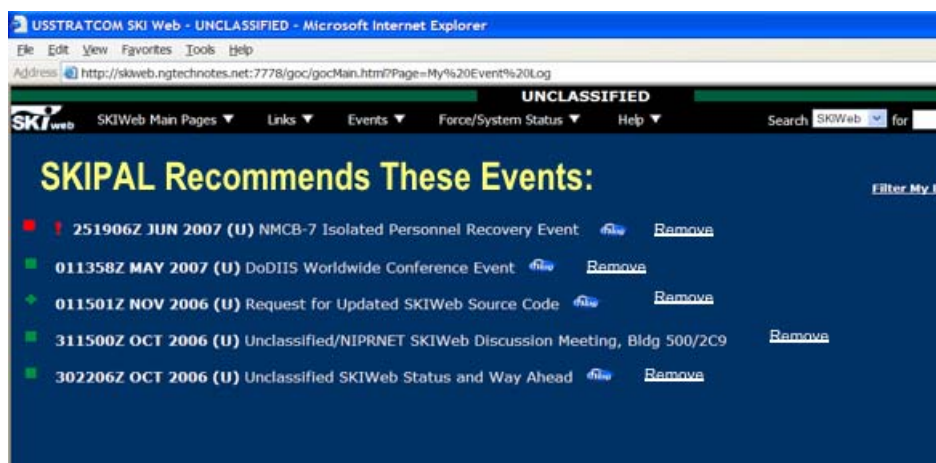 USSTRATCOM SKI Web - UNCLASSIFIED - Microsoft Internet Explorer
File Edit View Favorites Tools Help
Address http://skiweb.ngtechnotes.net:7778/goc/gocMain.html?Page=My%20Event%20Log
UNCLASSIFIED
SKIweb SKIWeb Main Pages ▼ Links ▼ Events ▼ Force/System Status ▼ Help ▼ Search SKIWeb for
SKIPAL Recommends These Events:
Filter My
! 251906Z JUN 2007 (U) NMCB-7 Isolated Personnel Recovery Event Remove
011358Z MAY 2007 (U) DoDIIS Worldwide Conference Event Remove
011501Z NOV 2006 (U) Request for Updated SKIWeb Source Code Remove
311500Z OCT 2006 (U) Unclassified/NIPRNET SKIWeb Discussion Meeting, Bldg 500/2C9 Remove
302206Z OCT 2006 (U) Unclassified SKIWeb Status and Way Ahead Remove